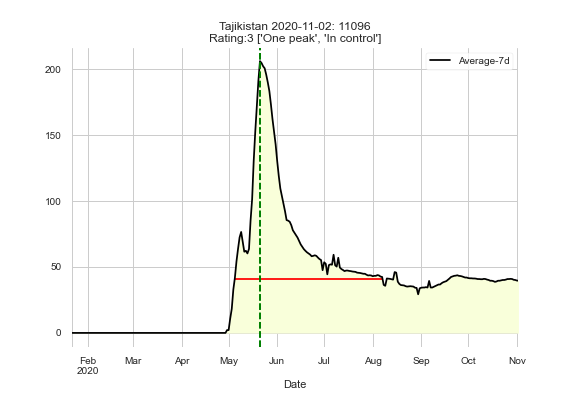 Tajikistan 2020-11-02: 11096
Rating:3 ['One peak', 'In control']
Average-7d
200
150
100
50
0
Feb Mar Apr May Jun Jul Aug Sep Oct Nov
2020
Date